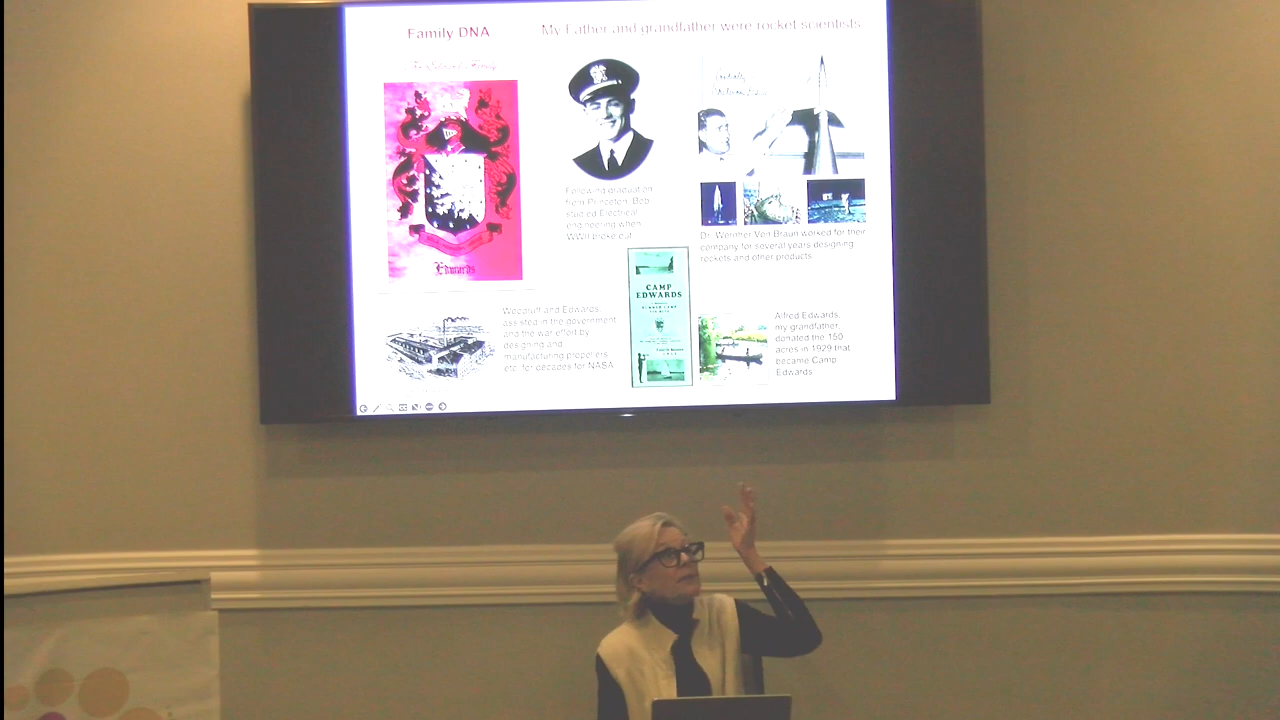 Family DNA
My Father and grandfather were rocket scientists
Edwards
Following graduation
from Princeton, Bob
studied Electrical
engineering when
WWII broke out
Dr. Wernher Von Braun worked for their
company for several years designing
rockets and other products
Woodruff and Edwards,
assisted in the government
and the war effort by
designing and
manufacturing propellers
etc. for decades for NASA
CAMP
EDWARDS
Alfred Edwards,
my grandfather,
donated the 150
acres in 1929 that
became Camp
Edwards